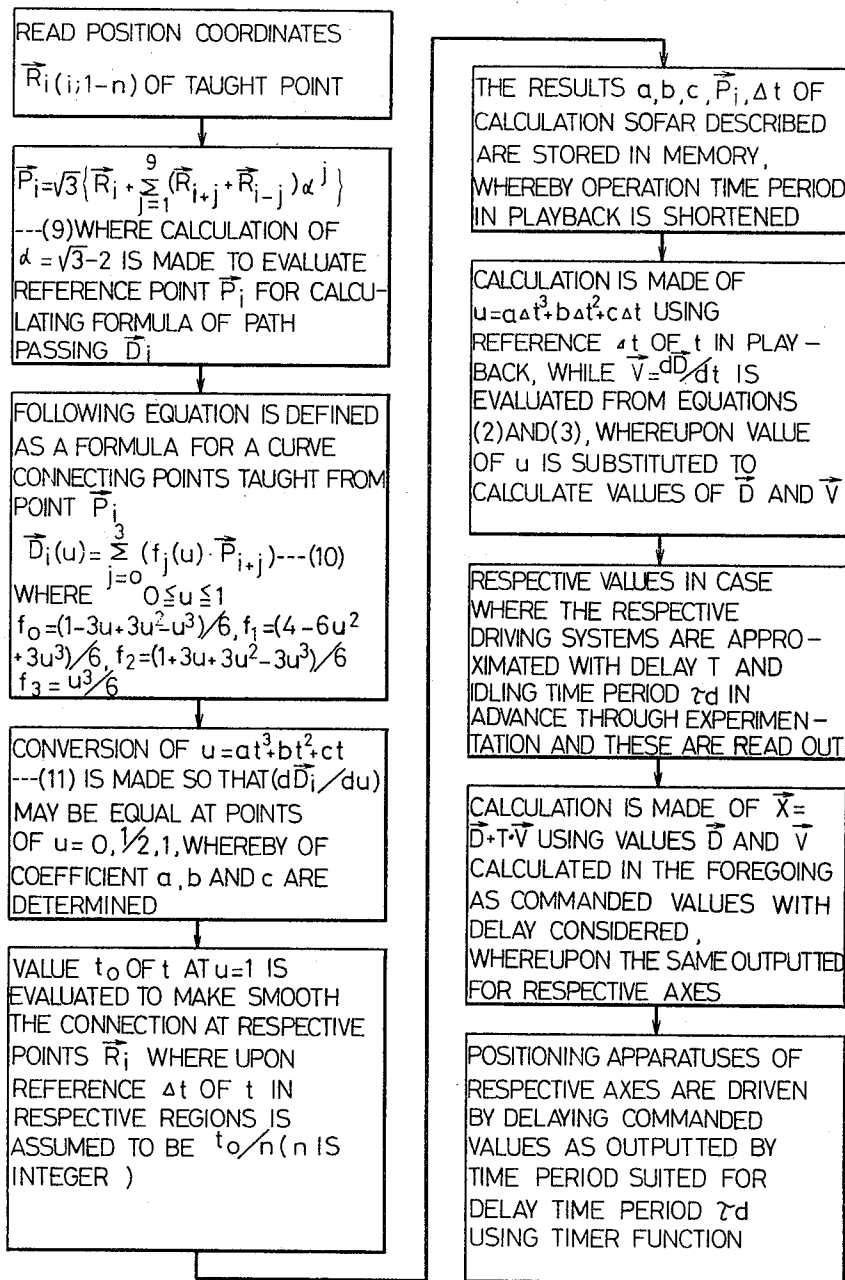 READ POSITION COORDINATES
R⃗i(i;1-n) OF TAUGHT POINT
P⃗i=√3{R⃗i+∑(j=1 to 9)(R⃗i+j+R⃗i-j)α^j}
---(9)WHERE CALCULATION OF
α=√3-2 IS MADE TO EVALUATE
REFERENCE POINT P⃗i FOR CALCU-
LATING FORMULA OF PATH
PASSING D⃗i
FOLLOWING EQUATION IS DEFINED
AS A FORMULA FOR A CURVE
CONNECTING POINTS TAUGHT FROM
POINT P⃗i
D⃗i(u)=∑(j=0 to 3)(fj(u)·P⃗i+j)---(10)
WHERE 0≦u≦1
f0=(1-3u+3u²-u³)/6, f1=(4-6u²
+3u³)/6, f2=(1+3u+3u²-3u³)/6
f3=u³/6
CONVERSION OF u=at³+bt²+ct
---(11) IS MADE SO THAT(dD⃗i/du)
MAY BE EQUAL AT POINTS
OF u=0,1/2,1,WHEREBY OF
COEFFICIENT a,b AND c ARE
DETERMINED
VALUE to OF t AT u=1 IS
EVALUATED TO MAKE SMOOTH
THE CONNECTION AT RESPECTIVE
POINTS R⃗i WHERE UPON
REFERENCE Δt OF t IN
RESPECTIVE REGIONS IS
ASSUMED TO BE to/n(n IS
INTEGER )
THE RESULTS a,b,c,P⃗i,Δt OF
CALCULATION SOFAR DESCRIBED
ARE STORED IN MEMORY,
WHEREBY OPERATION TIME PERIOD
IN PLAYBACK IS SHORTENED
CALCULATION IS MADE OF
u=aΔt³+bΔt²+cΔt USING
REFERENCE Δt OF t IN PLAY-
BACK, WHILE V⃗=dD⃗/dt IS
EVALUATED FROM EQUATIONS
(2)AND(3),WHEREUPON VALUE
OF u IS SUBSTITUTED TO
CALCULATE VALUES OF D⃗ AND V⃗
RESPECTIVE VALUES IN CASE
WHERE THE RESPECTIVE
DRIVING SYSTEMS ARE APPRO-
XIMATED WITH DELAY T AND
IDLING TIME PERIOD τd IN
ADVANCE THROUGH EXPERIMEN-
TATION AND THESE ARE READ OUT
CALCULATION IS MADE OF X⃗=
D⃗+T·V⃗ USING VALUES D⃗ AND V⃗
CALCULATED IN THE FOREGOING
AS COMMANDED VALUES WITH
DELAY CONSIDERED,
WHEREUPON THE SAME OUTPUTTED
FOR RESPECTIVE AXES
POSITIONING APPARATUSES OF
RESPECTIVE AXES ARE DRIVEN
BY DELAYING COMMANDED
VALUES AS OUTPUTTED BY
TIME PERIOD SUITED FOR
DELAY TIME PERIOD τd
USING TIMER FUNCTION